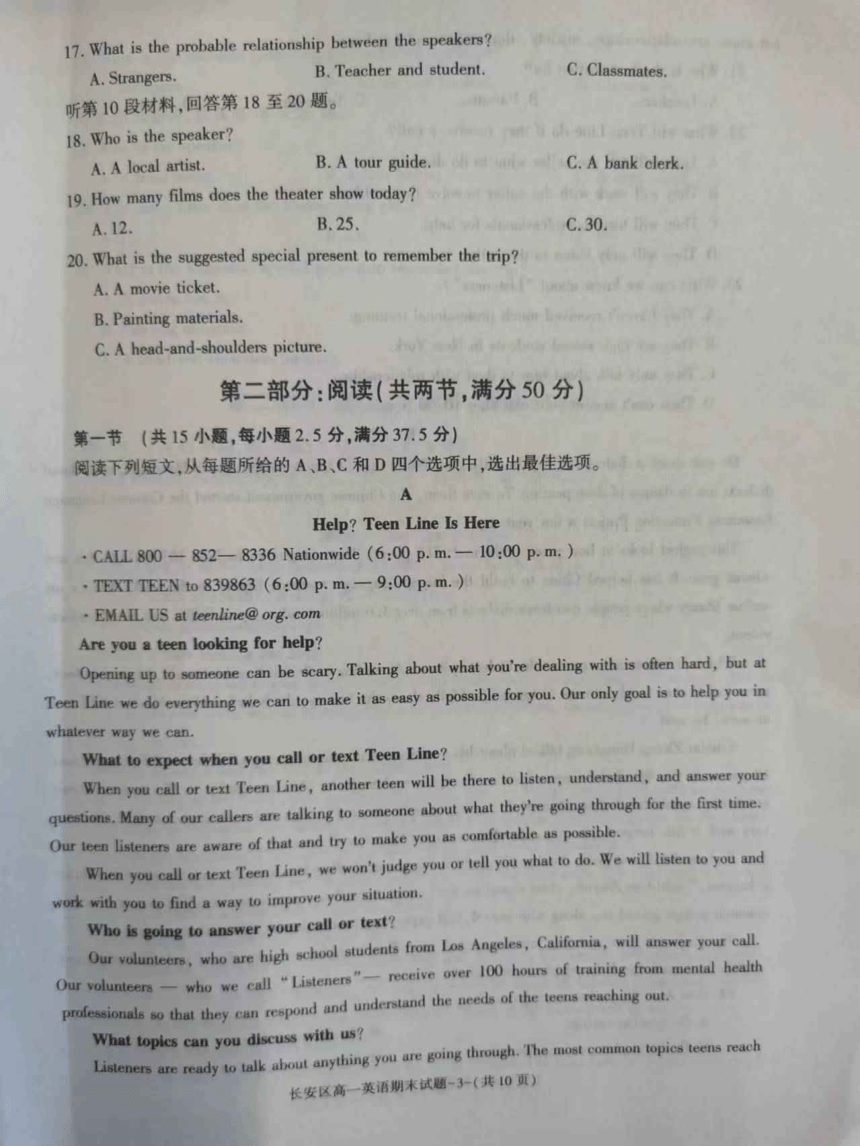 17. What is the probable relationship between the speakers?
A. Strangers. B. Teacher and student. C. Classmates.
听第 10 段材料,回答第 18 至 20 题。
18. Who is the speaker?
A. A local artist. B. A tour guide. C. A bank clerk.
19. How many films does the theater show today?
A. 12. B. 25. C. 30.
20. What is the suggested special present to remember the trip?
A. A movie ticket.
B. Painting materials.
C. A head-and-shoulders picture.
第二部分:阅读(共两节,满分 50 分)
第一节 (共 15 小题,每小题 2.5 分,满分 37.5 分)
阅读下列短文,从每题所给的 A、B、C 和 D 四个选项中,选出最佳选项。
A
Help? Teen Line Is Here
· CALL 800 — 852— 8336 Nationwide (6:00 p. m. — 10:00 p. m. )
· TEXT TEEN to 839863 (6:00 p. m. — 9:00 p. m. )
· EMAIL US at teenline@ org. com
Are you a teen looking for help?
Opening up to someone can be scary. Talking about what you're dealing with is often hard, but at
Teen Line we do everything we can to make it as easy as possible for you. Our only goal is to help you in
whatever way we can.
What to expect when you call or text Teen Line?
When you call or text Teen Line, another teen will be there to listen, understand, and answer your
questions. Many of our callers are talking to someone about what they're going through for the first time.
Our teen listeners are aware of that and try to make you as comfortable as possible.
When you call or text Teen Line, we won't judge you or tell you what to do. We will listen to you and
work with you to find a way to improve your situation.
Who is going to answer your call or text?
Our volunteers, who are high school students from Los Angeles, California, will answer your call.
Our volunteers — who we call "Listeners"— receive over 100 hours of training from mental health
professionals so that they can respond and understand the needs of the teens reaching out.
What topics can you discuss with us?
Listeners are ready to talk about anything you are going through. The most common topics teens reach
长安区高一英语期末试题-3-(共 10 页)